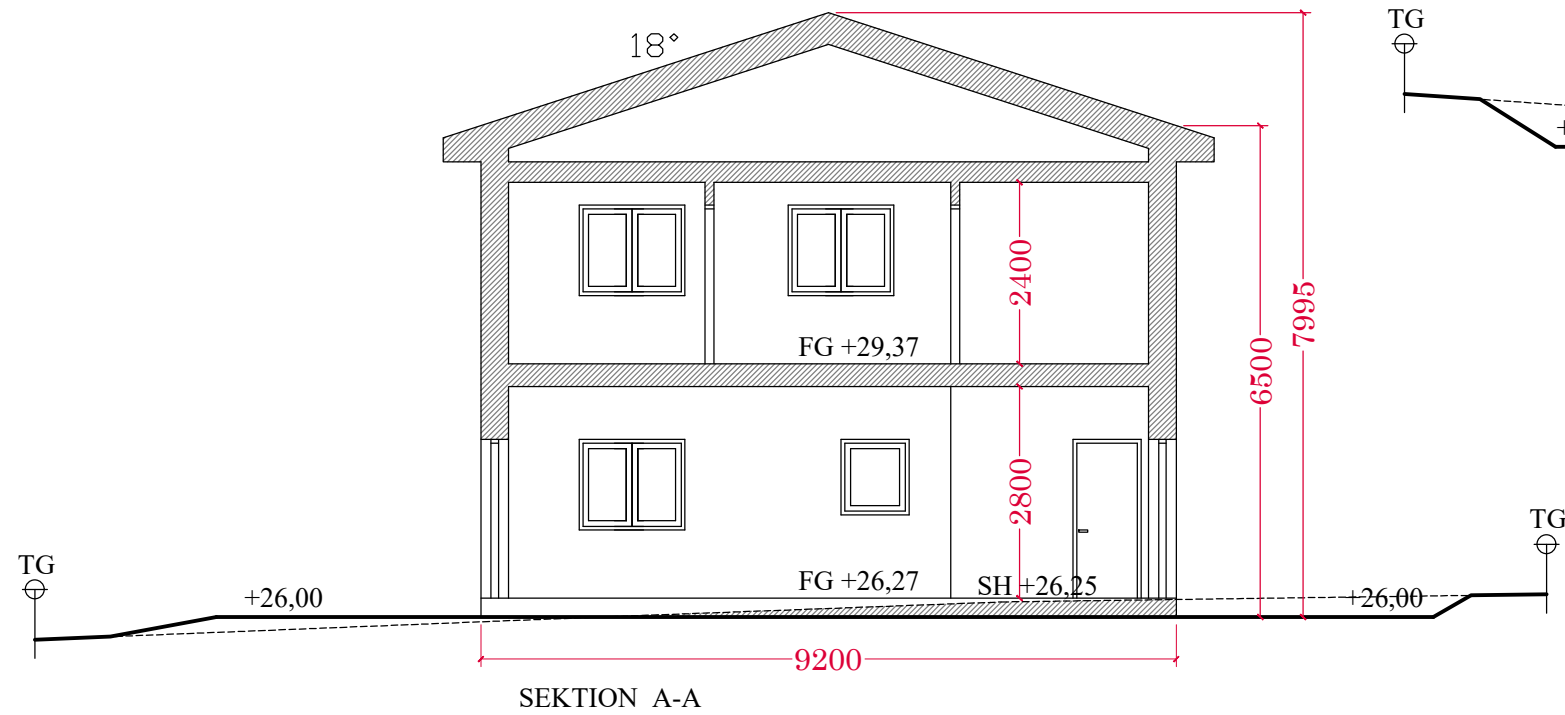 TG
18°
+
2400
7995
6500
FG +29,37
2800
TG
TG
FG +26,27
SH +26,25
+26,00
+26,00
9200
SEKTION A-A